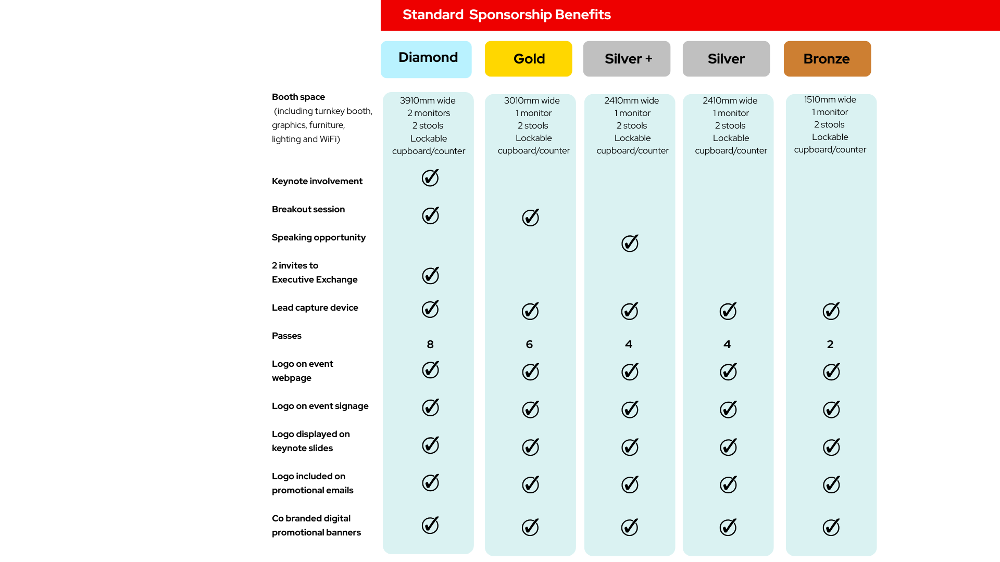 Standard  Sponsorship Benefits
Diamond Gold Silver + Silver Bronze
Booth space
(including turnkey booth,
graphics, furniture,
lighting and WiFi)
3910mm wide
2 monitors
2 stools
Lockable
cupboard/counter
3010mm wide
1 monitor
2 stools
Lockable
cupboard/counter
2410mm wide
1 monitor
2 stools
Lockable
cupboard/counter
2410mm wide
1 monitor
2 stools
Lockable
cupboard/counter
1510mm wide
1 monitor
2 stools
Lockable
cupboard/counter
Keynote involvement
Breakout session
Speaking opportunity
2 invites to
Executive Exchange
Lead capture device
Passes
8 6 4 4 2
Logo on event
webpage
Logo on event signage
Logo displayed on
keynote slides
Logo included on
promotional emails
Co branded digital
promotional banners